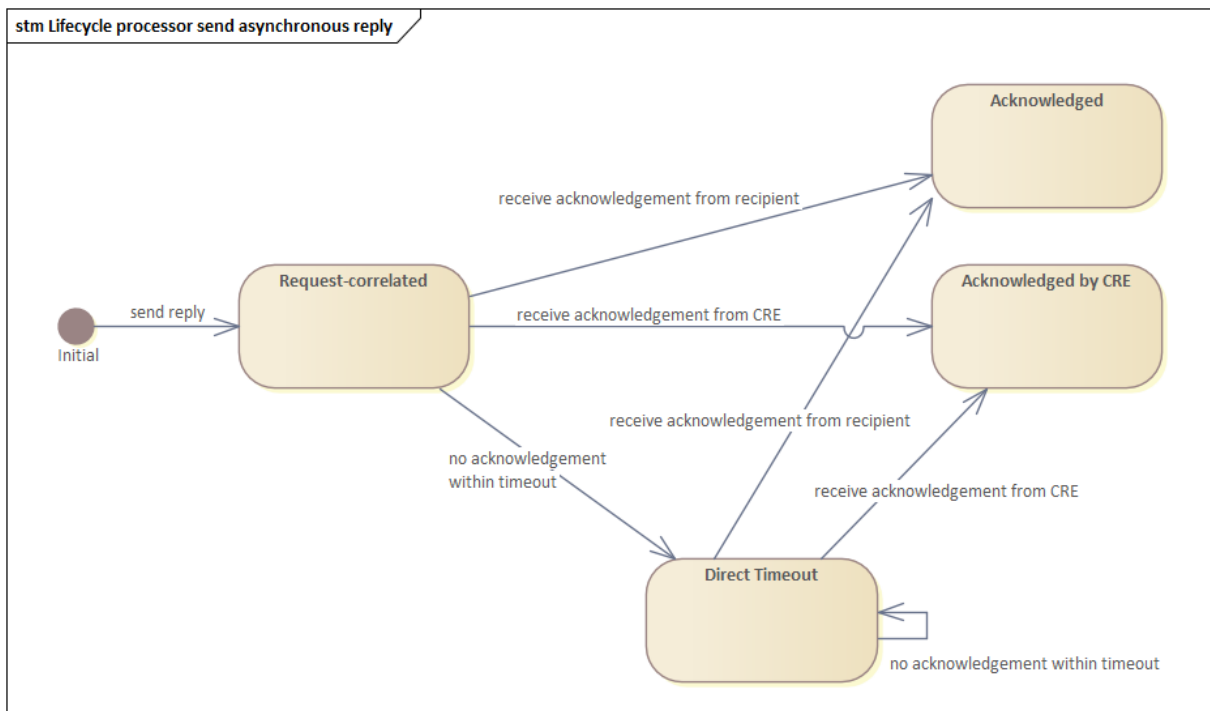 stm Lifecycle processor send asynchronous reply
Acknowledged
receive acknowledgement from recipient
Request-correlated
Acknowledged by CRE
send reply
receive acknowledgement from CRE
Initial
receive acknowledgement from recipient
no acknowledgement
within timeout
receive acknowledgement from CRE
Direct Timeout
no acknowledgement within timeout